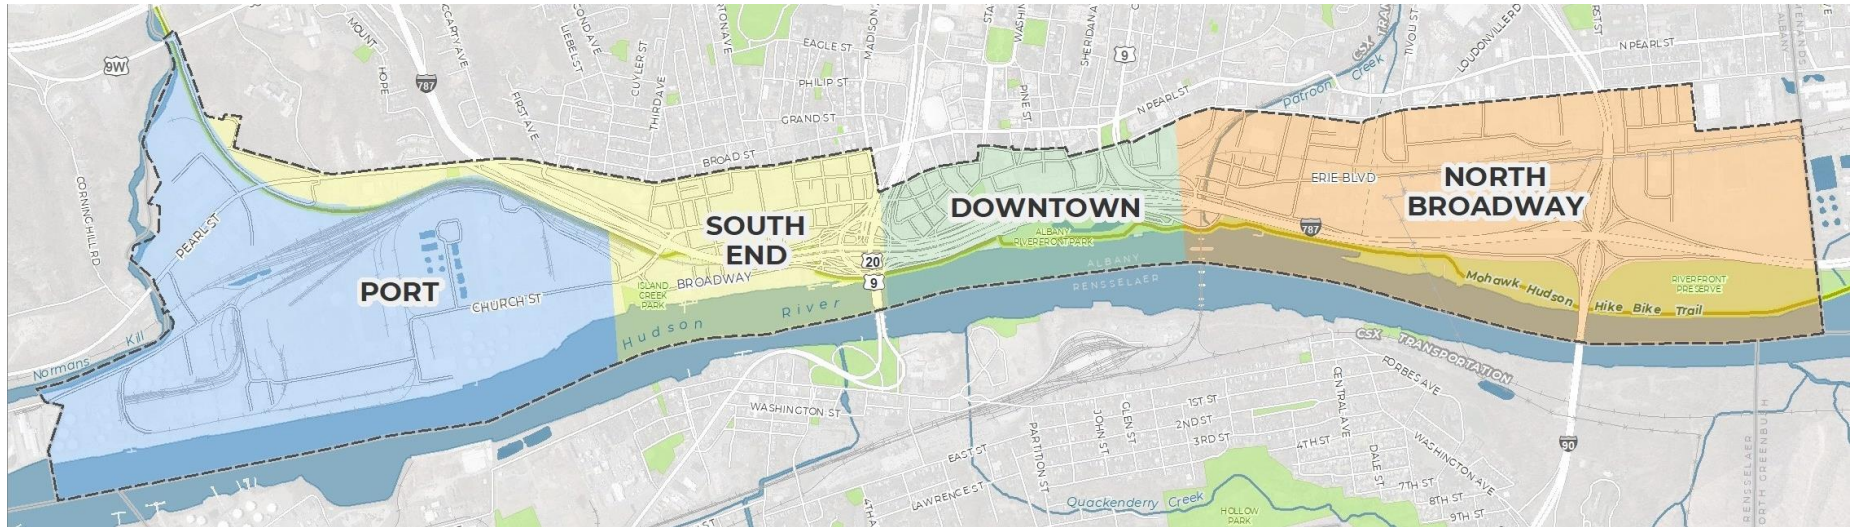 9W
MOUNT
HOPE
787
CUYLER ST
FIRST AVE
THIRD AVE
EAGLE ST
PHILIP ST
GRAND ST
BROAD ST
PINE ST
9
N PEARL ST
CSX
Patroon
Creek
TIVOLI ST
N PEARL ST
ALBANY
MENANDS
CORNING HILL RD
PEARL ST
PORT
CHURCH ST
Normans Kill
SOUTH
END
BROADWAY
ISLAND
CREEK
PARK
Hudson River
20
9
DOWNTOWN
ALBANY
RIVERFRONT PARK
ALBANY
RENSSELAER
NORTH
BROADWAY
ERIE BLVD
787
Mohawk Hudson Hike Bike Trail
RIVERFRONT
PRESERVE
CSX TRANSPORTATION
FORBES AVE
WASHINGTON ST
1ST ST
2ND ST
3RD ST
4TH ST
CENTRAL AVE
DALE ST
WASHINGTON AVE
GLEN ST
JOHN ST
PARTITION ST
EAST ST
LAWRENCE ST
7TH ST
8TH ST
9TH ST
90
Quackenderry Creek
HOLLOW
PARK
RENSSELAER